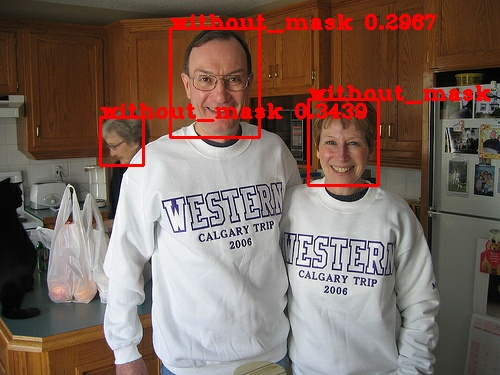 without_mask 0.2967
without_mask 0.3439
without_mask
WESTERN
CALGARY TRIP
2006
WESTERN
CALGARY TRIP
2006